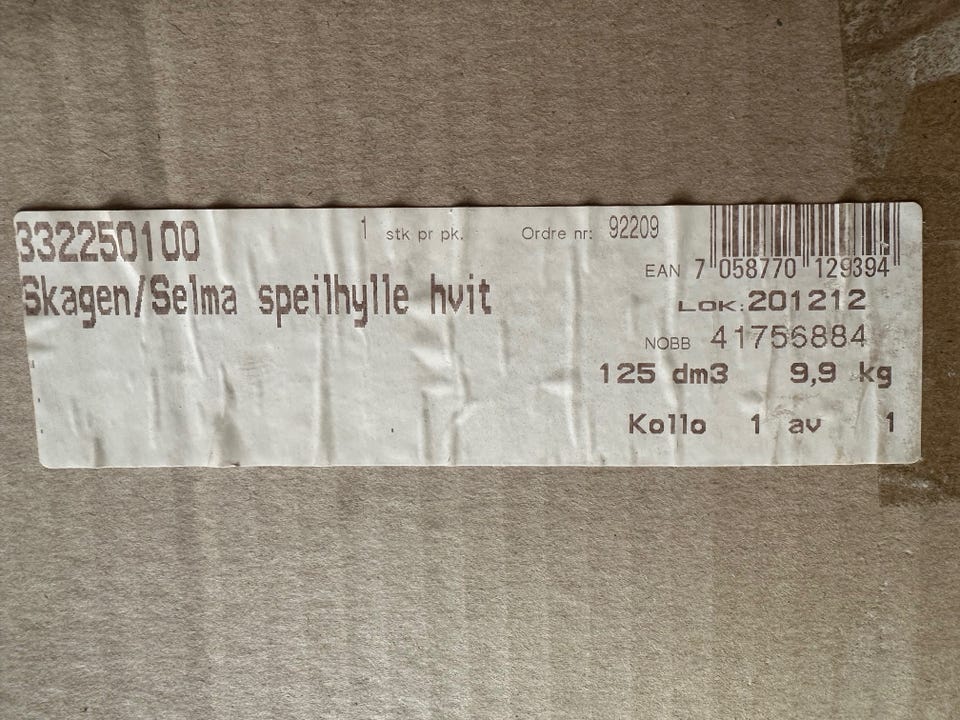 332250100 1 stk pr pk. Ordre nr: 92209
Skagen/Selma speilhylle hvit
EAN 7 058770 129394
LOK:201212
NOBB 41756884
125 dm3 9,9 kg
Kollo 1 av 1